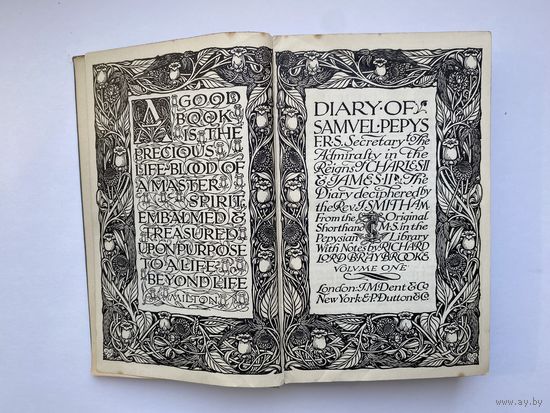 A GOOD
BOOK
IS THE
PRECIOUS
LIFE-BLOOD OF
A MASTER
SPIRIT,
EMBALMED &
TREASURED
UPON PURPOSE
TO A LIFE
BEYOND LIFE
MILTON
DIARY·OF
SAMVEL·PEPYS
F.R.S. Secretary to The
Admiralty in the
Reigns of CHARLES II
& JAMES·II: The
Diary deciphered by
the Rev. J. SMITH A.M.
From the Original
Shorthand M.S. in the
Pepysian Library
With Notes by RICHARD
LORD BRAYBROOKE
VOLVME ONE
London: J.M. Dent & Co
New York: E.P. Dutton & Co
www.ay.by